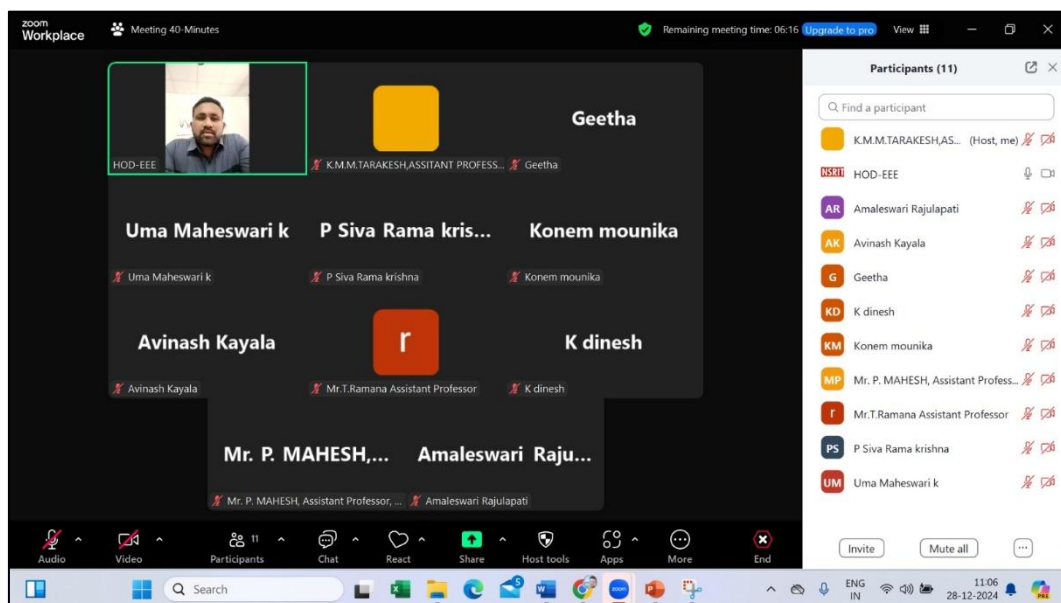 zoom
Workplace
Meeting 40-Minutes
Remaining meeting time: 06:16
Upgrade to pro
View
HOD-EEE
K.M.M.TARAKESH,ASSITANT PROFESS...
Geetha
Geetha
Uma Maheswari k
P Siva Rama kris...
Konem mounika
Uma Maheswari k
P Siva Rama krishna
Konem mounika
Avinash Kayala
r
K dinesh
Avinash Kayala
Mr.T.Ramana Assistant Professor
K dinesh
Mr. P. MAHESH,...
Amaleswari Raju...
Mr. P. MAHESH, Assistant Professor, ...
Amaleswari Rajulapati
Participants (11)
Find a participant
K.M.M.TARAKESH,AS... (Host, me)
NSRIT HOD-EEE
AR Amaleswari Rajulapati
AK Avinash Kayala
G Geetha
KD K dinesh
KM Konem mounika
MP Mr. P. MAHESH, Assistant Profess...
r Mr.T.Ramana Assistant Professor
PS P Siva Rama krishna
UM Uma Maheswari k
Invite
Mute all
Audio
Video
11
Participants
Chat
React
Share
Host tools
Apps
More
End
Search
zoom
PRE
ENG
IN
11:06
28-12-2024